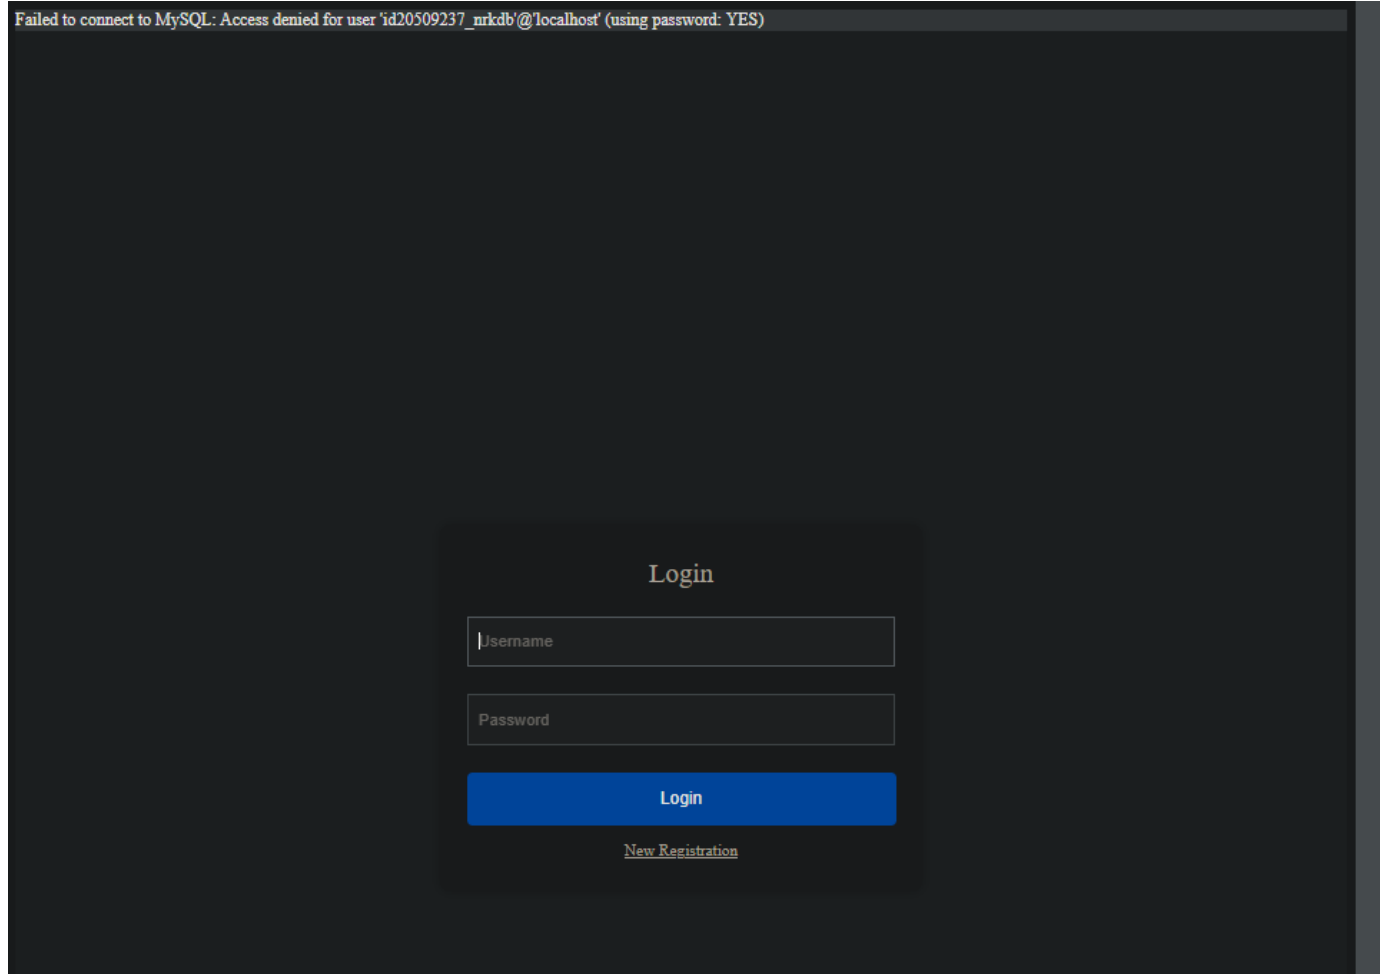 Failed to connect to MySQL: Access denied for user 'id20509237_nrkdb'@'localhost' (using password: YES)
Login
Username
Password
Login
New Registration